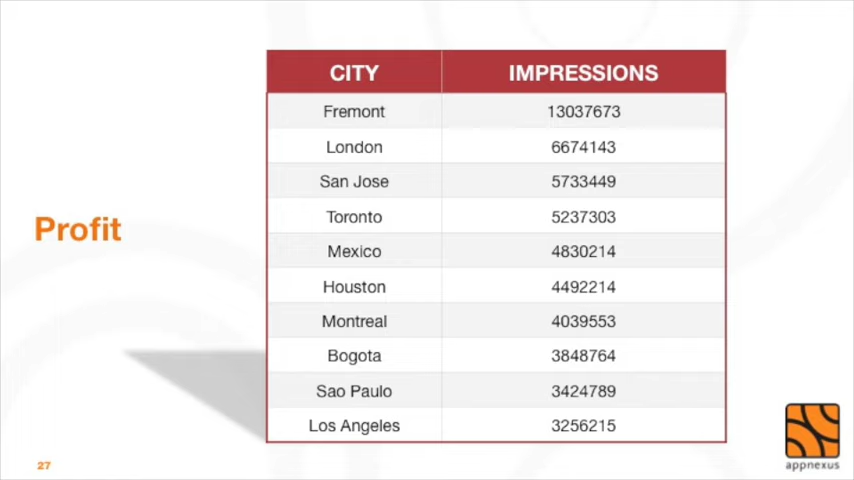 CITY IMPRESSIONS
Fremont 13037673
London 6674143
San Jose 5733449
Toronto 5237303
Mexico 4830214
Houston 4492214
Montreal 4039553
Bogota 3848764
Sao Paulo 3424789
Los Angeles 3256215
Profit
27
appnexus